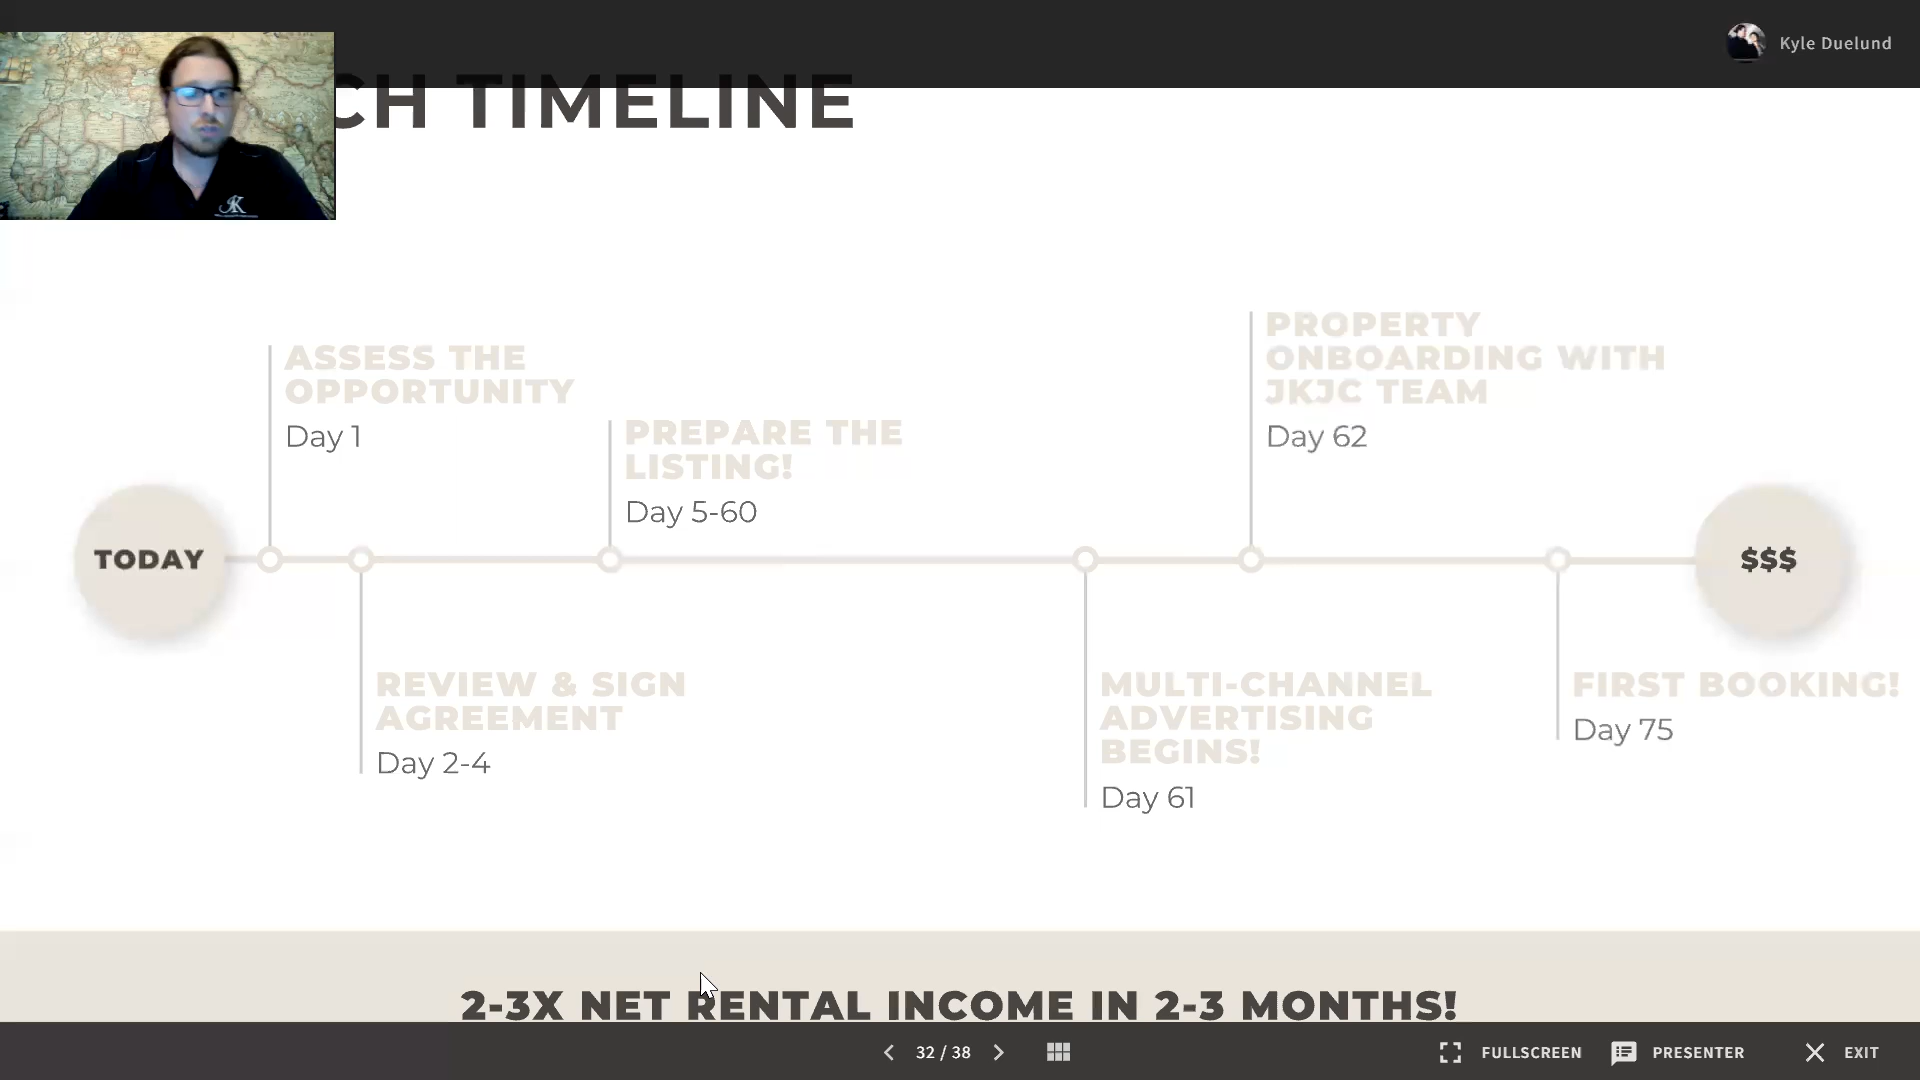 Kyle Duelund
CH TIMELINE
JK
PROPERTY
ONBOARDING WITH
JKJC TEAM
Day 62
ASSESS THE
OPPORTUNITY
Day 1
PREPARE THE
LISTING!
Day 5-60
TODAY
$$$
REVIEW & SIGN
AGREEMENT
Day 2-4
MULTI-CHANNEL
ADVERTISING
BEGINS!
Day 61
FIRST BOOKING!
Day 75
2-3X NET RENTAL INCOME IN 2-3 MONTHS!
32 / 38
FULLSCREEN
PRESENTER
EXIT